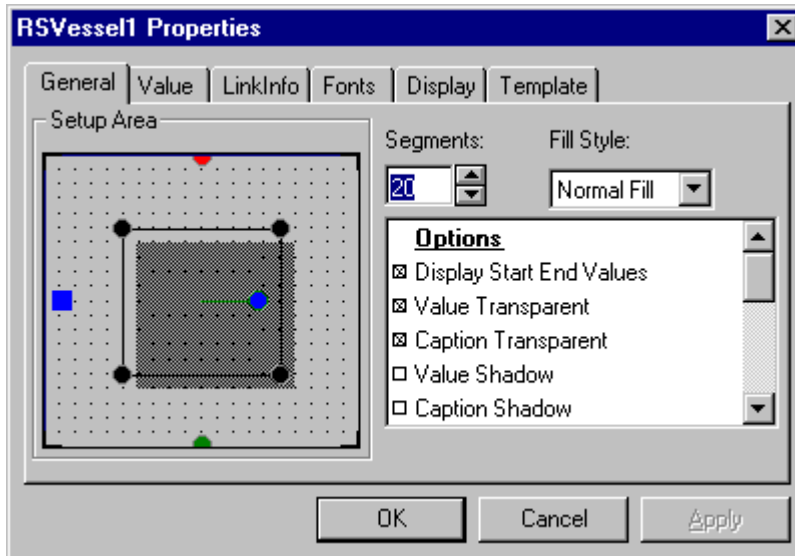 RSVessel1 Properties
General Value LinkInfo Fonts Display Template
Setup Area
Segments: Fill Style:
20 Normal Fill
Options
Display Start End Values
Value Transparent
Caption Transparent
Value Shadow
Caption Shadow
OK Cancel Apply